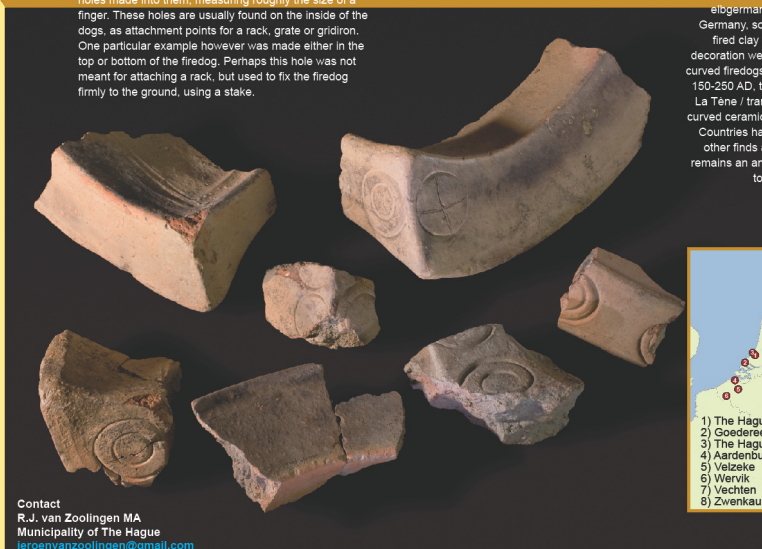 holes made into them, measuring roughly the size of a
finger. These holes are usually found on the inside of the
dogs, as attachment points for a rack, grate or gridiron.
One particular example however was made either in the
top or bottom of the firedog. Perhaps this hole was not
meant for attaching a rack, but used to fix the firedog
firmly to the ground, using a stake.
elbgerman
Germany, so
fired clay
decoration we
curved firedogs
150-250 AD, t
La Tène / tran
curved ceramic
Countries ha
other finds a
remains an an
to
1) The Hagu
2) Goederee
3) The Hagu
4) Aardenbu
5) Velzeke
6) Wervik
7) Vechten
8) Zwenkau
Contact
R.J. van Zoolingen MA
Municipality of The Hague
jeroenvanzoolingen@gmail.com